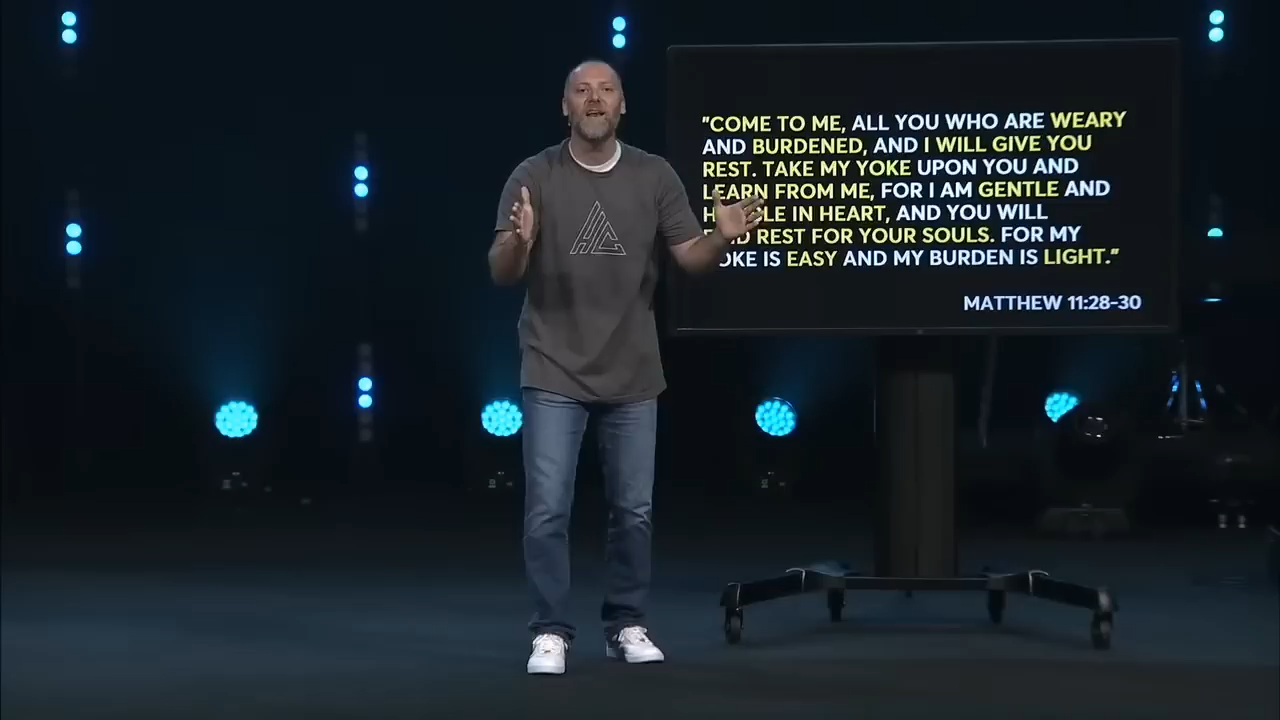 "COME TO ME, ALL YOU WHO ARE WEARY
AND BURDENED, AND I WILL GIVE YOU
REST. TAKE MY YOKE UPON YOU AND
LEARN FROM ME, FOR I AM GENTLE AND
IN HEART, AND YOU WILL
REST FOR YOUR SOULS. FOR MY
IS EASY AND MY BURDEN IS LIGHT."
MATTHEW 11:28-30